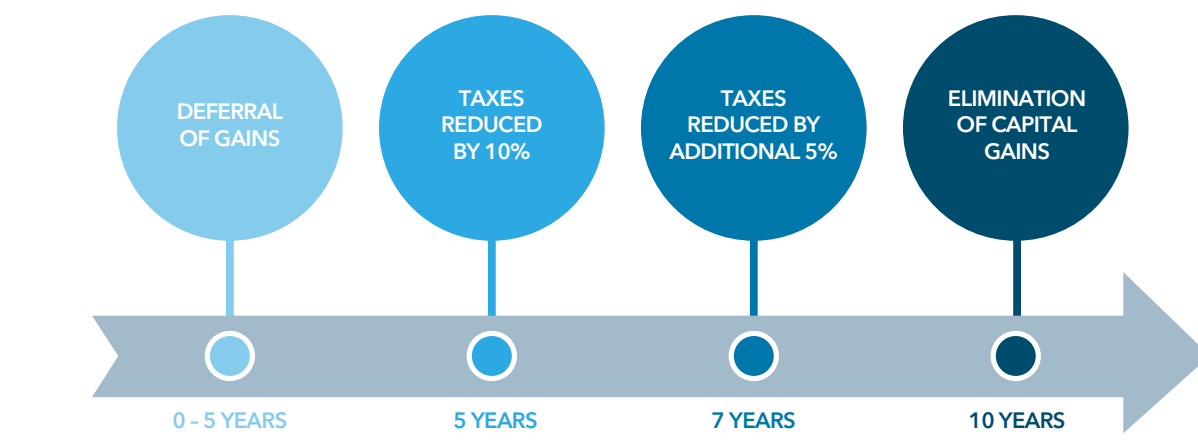 DEFERRAL
OF GAINS
TAXES
REDUCED
BY 10%
TAXES
REDUCED BY
ADDITIONAL 5%
ELIMINATION
OF CAPITAL
GAINS
0 – 5 YEARS
5 YEARS
7 YEARS
10 YEARS